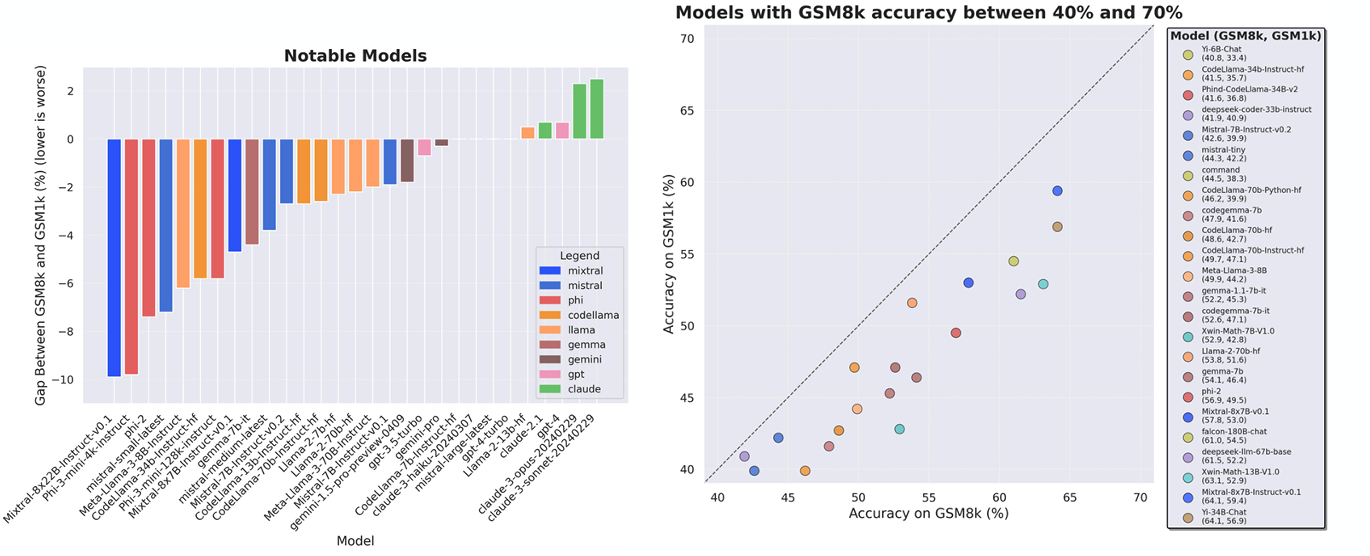 Notable Models
Gap Between GSM8k and GSM1k (%) (lower is worse)
2
0
−2
−4
−6
−8
−10
Legend
mixtral
mistral
phi
codellama
llama
gemma
gemini
gpt
claude
Mixtral-8x22B-Instruct-v0.1
Phi-3-mini-4k-instruct
phi-2
mistral-small-latest
Meta-Llama-3-8B-Instruct
CodeLlama-34b-Instruct-hf
Phi-3-mini-128k-instruct
Mixtral-8x7B-Instruct-v0.1
gemma-7b-it
mistral-medium-latest
Mistral-7B-Instruct-v0.2
CodeLlama-13b-Instruct-hf
CodeLlama-70b-Instruct-hf
Llama-2-7b-hf
Llama-2-70b-hf
Meta-Llama-3-70B-Instruct
Mistral-7B-Instruct-v0.1
gemini-1.5-pro-preview-0409
gpt-3.5-turbo
gemini-pro
CodeLlama-7b-Instruct-hf
claude-3-haiku-20240307
mistral-large-latest
gpt-4-turbo
Llama-2-13b-hf
claude-2.1
gpt-4
claude-3-opus-20240229
claude-3-sonnet-20240229
Model
Models with GSM8k accuracy between 40% and 70%
Accuracy on GSM1k (%)
70
65
60
55
50
45
40
40
45
50
55
60
65
70
Accuracy on GSM8k (%)
Model (GSM8k, GSM1k)
Yi-6B-Chat
(40.8, 33.4)
CodeLlama-34b-Instruct-hf
(41.5, 35.7)
Phind-CodeLlama-34B-v2
(41.6, 36.8)
deepseek-coder-33b-instruct
(41.9, 40.9)
Mistral-7B-Instruct-v0.2
(42.6, 39.9)
mistral-tiny
(44.3, 42.2)
command
(44.5, 38.3)
CodeLlama-70b-Python-hf
(46.2, 39.9)
codegemma-7b
(47.9, 41.6)
CodeLlama-70b-hf
(48.6, 42.7)
CodeLlama-70b-Instruct-hf
(49.7, 47.1)
Meta-Llama-3-8B
(49.9, 44.2)
gemma-1.1-7b-it
(52.2, 45.3)
codegemma-7b-it
(52.6, 47.1)
Xwin-Math-7B-V1.0
(52.9, 42.8)
Llama-2-70b-hf
(53.8, 51.6)
gemma-7b
(54.1, 46.4)
phi-2
(56.9, 49.5)
Mixtral-8x7B-v0.1
(57.8, 53.0)
falcon-180B-chat
(61.0, 54.5)
deepseek-llm-67b-base
(61.5, 52.2)
Xwin-Math-13B-V1.0
(63.1, 52.9)
Mixtral-8x7B-Instruct-v0.1
(64.1, 59.4)
Yi-34B-Chat
(64.1, 56.9)